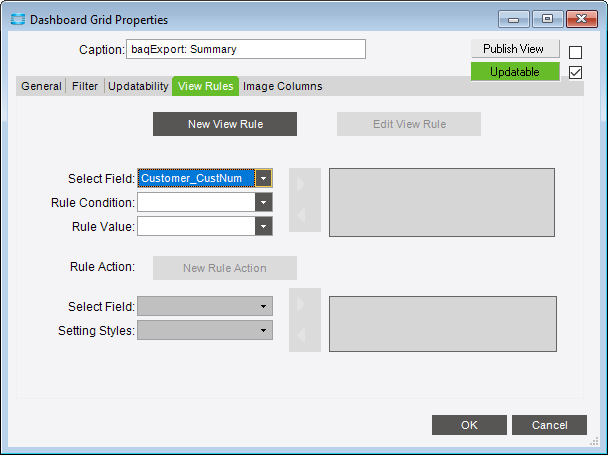 Dashboard Grid Properties
Caption: baqExport: Summary
Publish View
Updatable
General Filter Updatability View Rules Image Columns
New View Rule Edit View Rule
Select Field: Customer_CustNum
Rule Condition:
Rule Value:
Rule Action: New Rule Action
Select Field:
Setting Styles:
OK Cancel